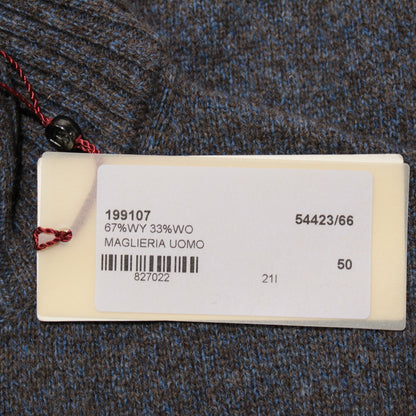 199107 54423/66
67%WY 33%WO
MAGLIERIA UOMO
50
827022 21I